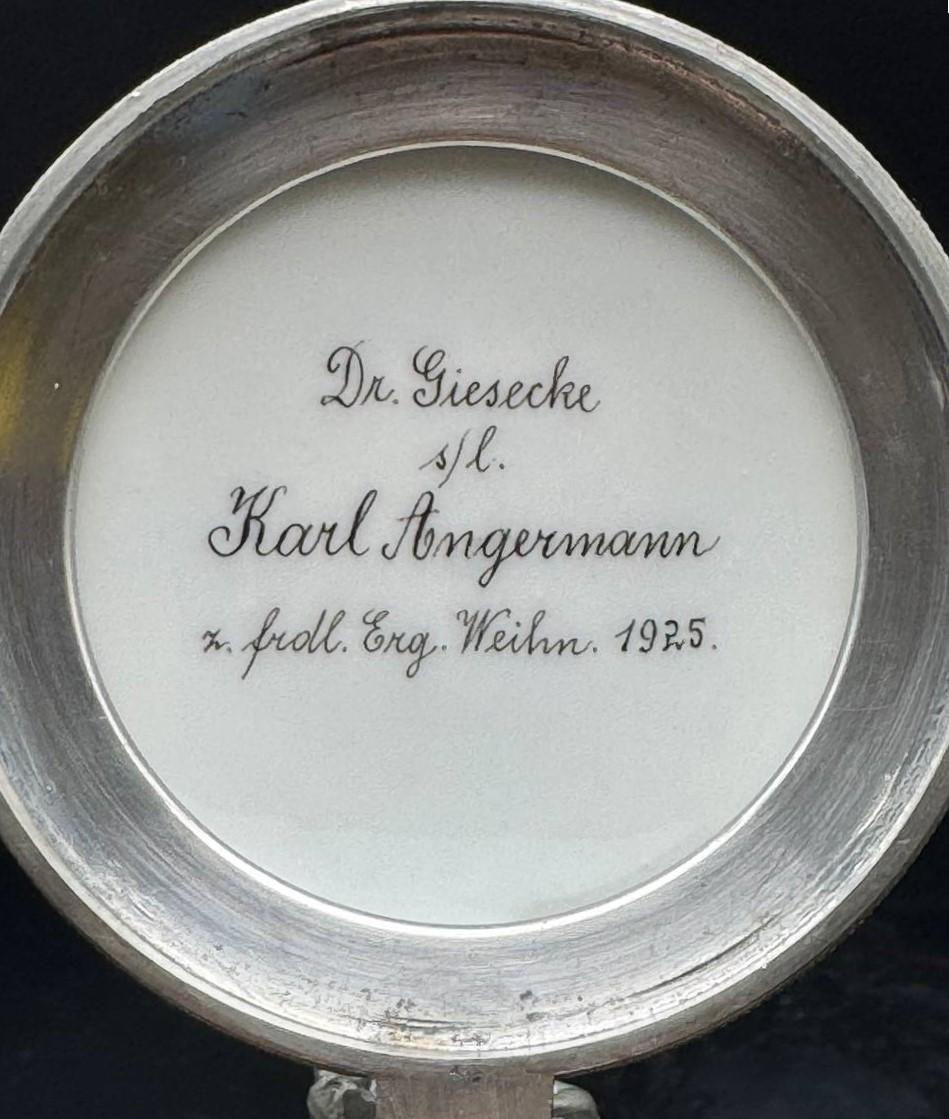 Dr. Giesecke
s/l.
Karl Angermann
z. frdl. Erg. Weihn. 1925.